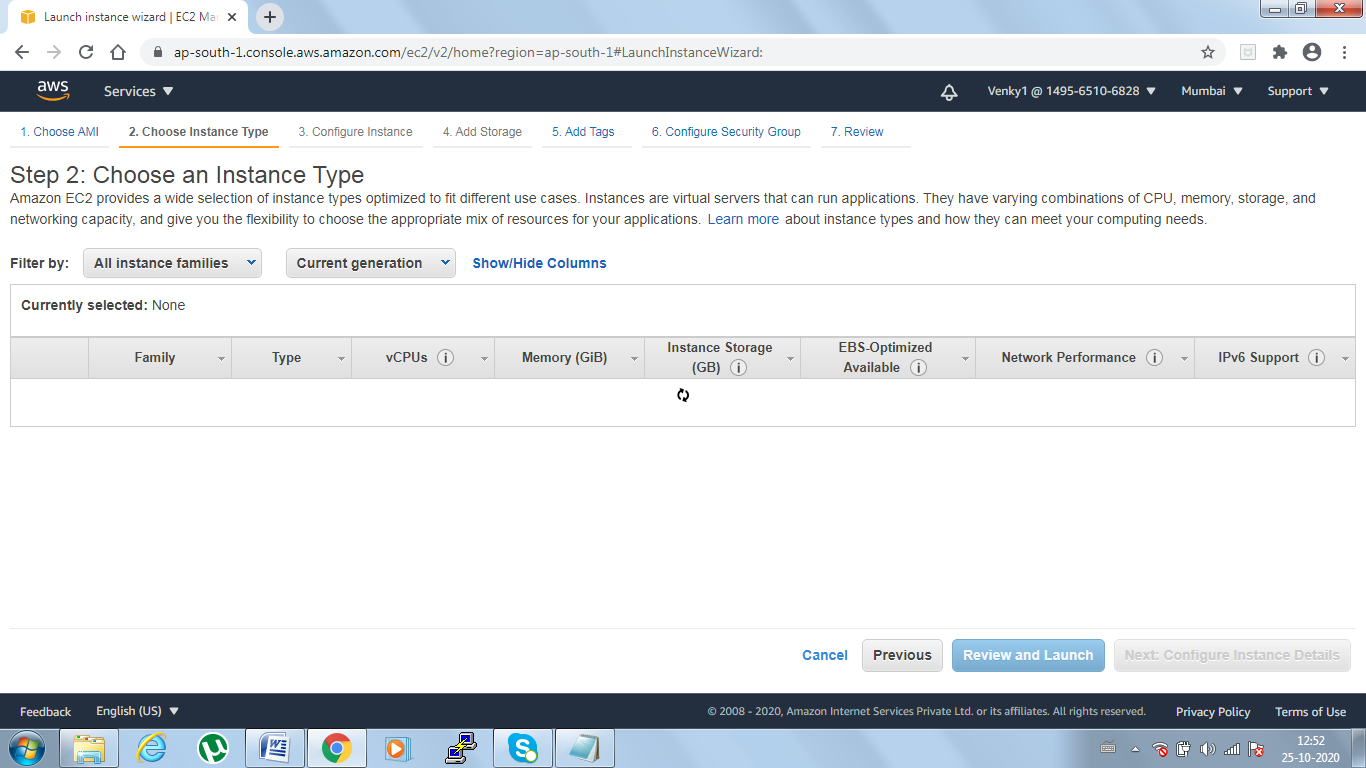 Launch instance wizard | EC2 Ma
ap-south-1.console.aws.amazon.com/ec2/v2/home?region=ap-south-1#LaunchInstanceWizard:
aws Services Venky1 @ 1495-6510-6828 Mumbai Support
1. Choose AMI 2. Choose Instance Type 3. Configure Instance 4. Add Storage 5. Add Tags 6. Configure Security Group 7. Review
Step 2: Choose an Instance Type
Amazon EC2 provides a wide selection of instance types optimized to fit different use cases. Instances are virtual servers that can run applications. They have varying combinations of CPU, memory, storage, and
networking capacity, and give you the flexibility to choose the appropriate mix of resources for your applications. Learn more about instance types and how they can meet your computing needs.
Filter by: All instance families Current generation Show/Hide Columns
Currently selected: None
Family Type vCPUs i Memory (GiB) Instance Storage (GB) i EBS-Optimized Available i Network Performance i IPv6 Support i
Cancel Previous Review and Launch Next: Configure Instance Details
Feedback English (US) © 2008 - 2020, Amazon Internet Services Private Ltd. or its affiliates. All rights reserved. Privacy Policy Terms of Use
12:52
25-10-2020